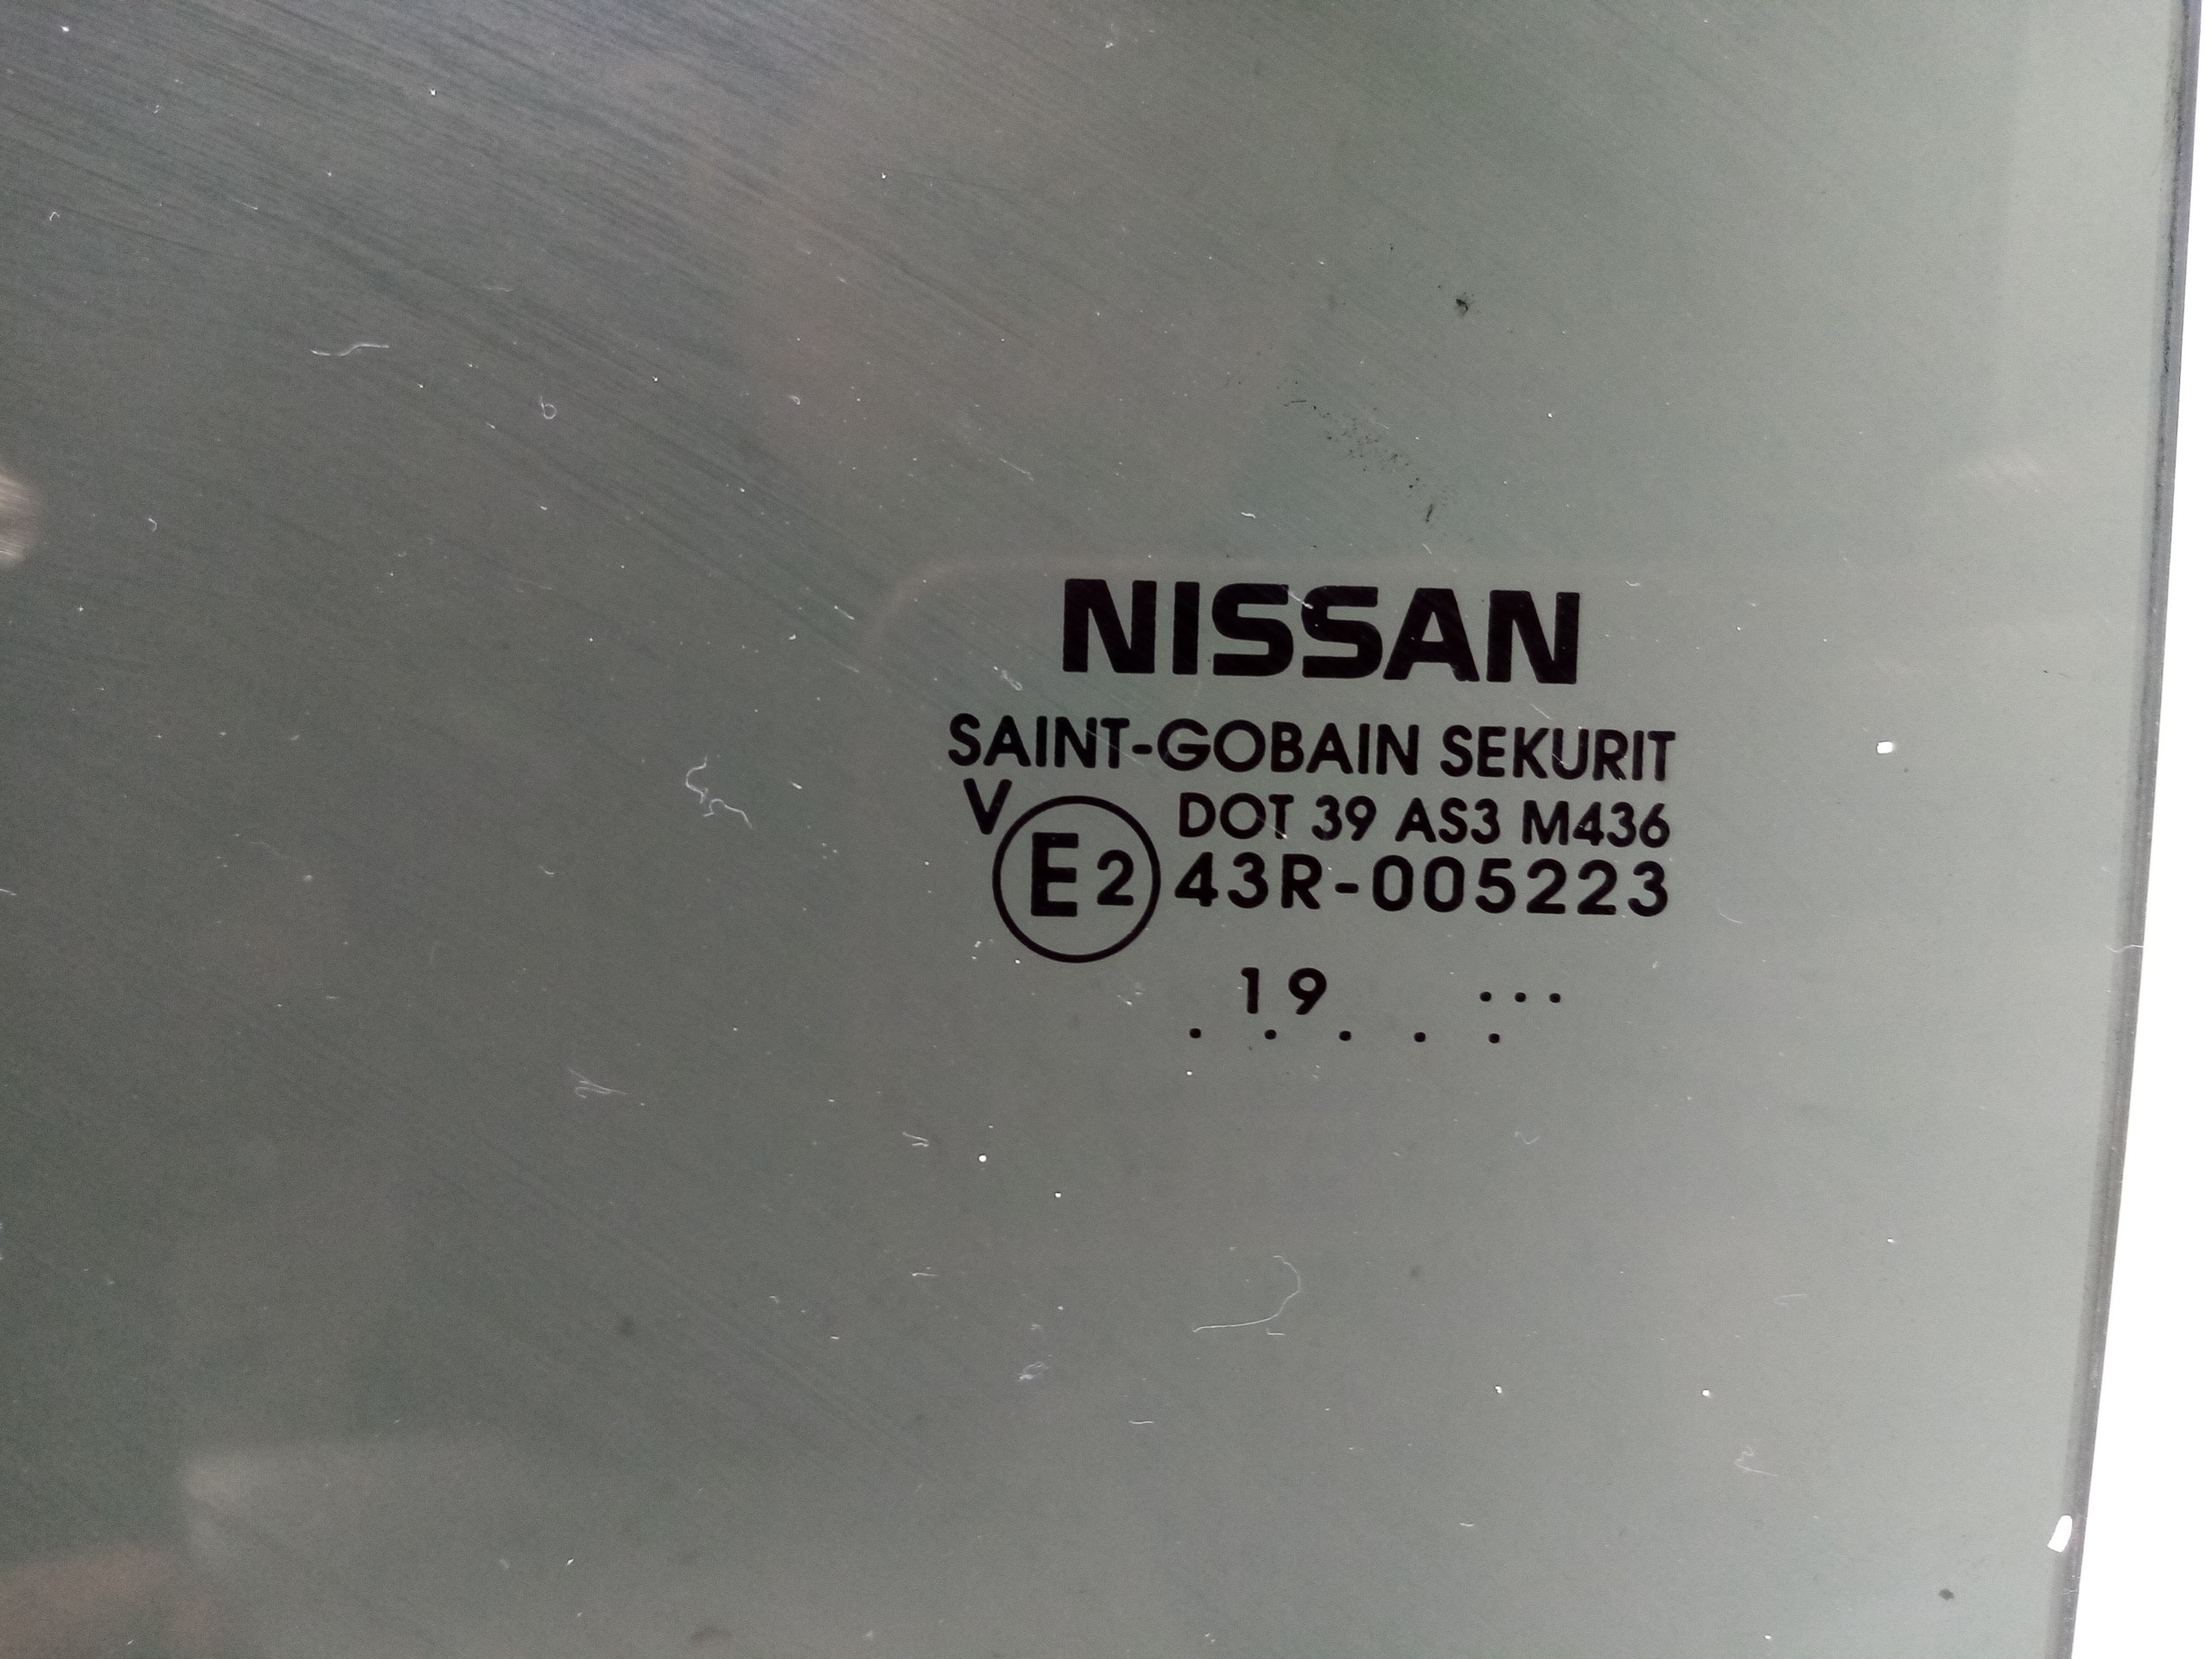 NISSAN
SAINT-GOBAIN SEKURIT
V DOT 39 AS3 M436
E2 43R-005223
19 ...
. . . . .